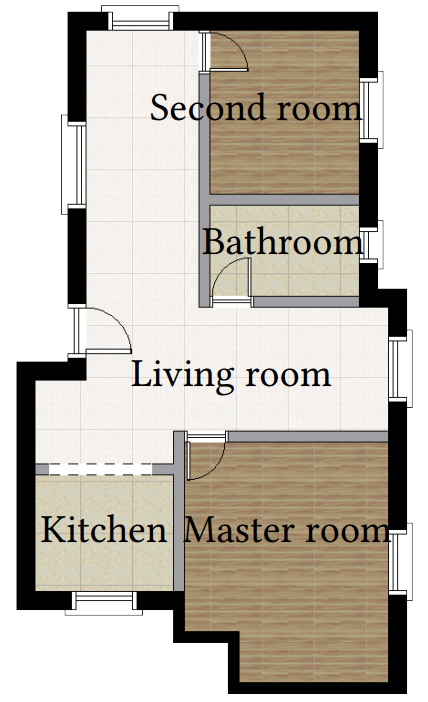 Second room
Bathroom
Living room
Kitchen
Master room